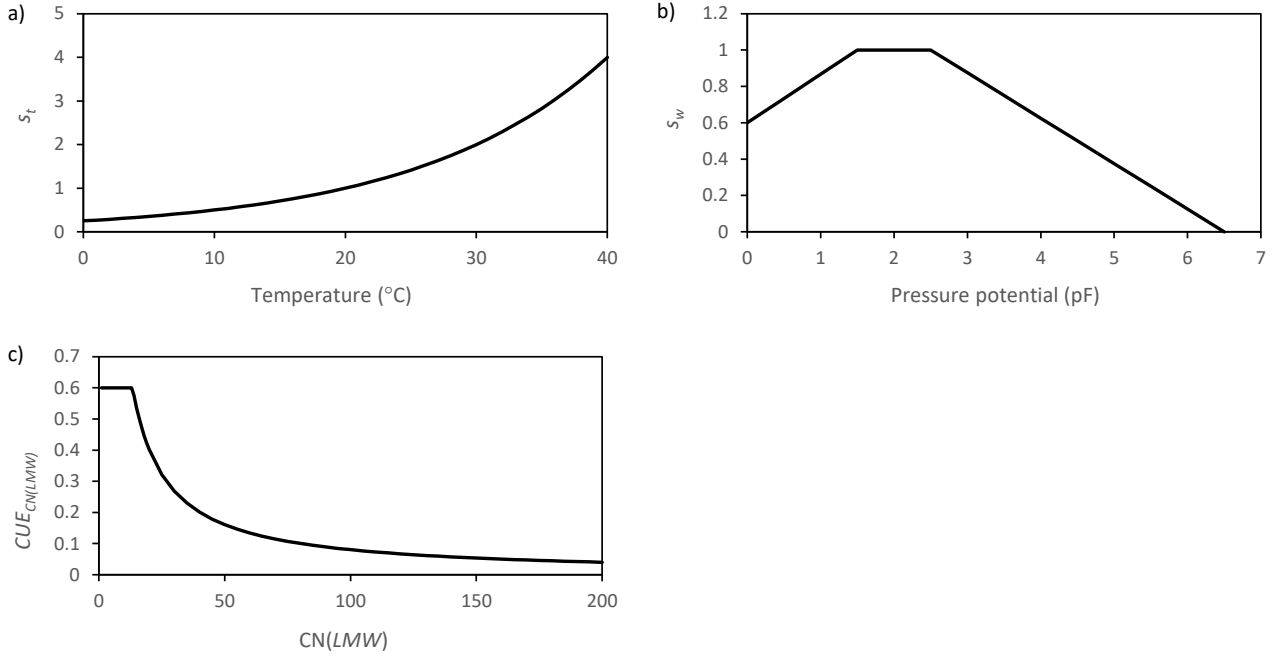 a)
5
4
3
2
1
0
s_t
0 10 20 30 40
Temperature (°C)
b)
1.2
1
0.8
0.6
0.4
0.2
0
s_w
0 1 2 3 4 5 6 7
Pressure potential (pF)
c)
0.7
0.6
0.5
0.4
0.3
0.2
0.1
0
CUE_CN(LMW)
0 50 100 150 200
CN(LMW)